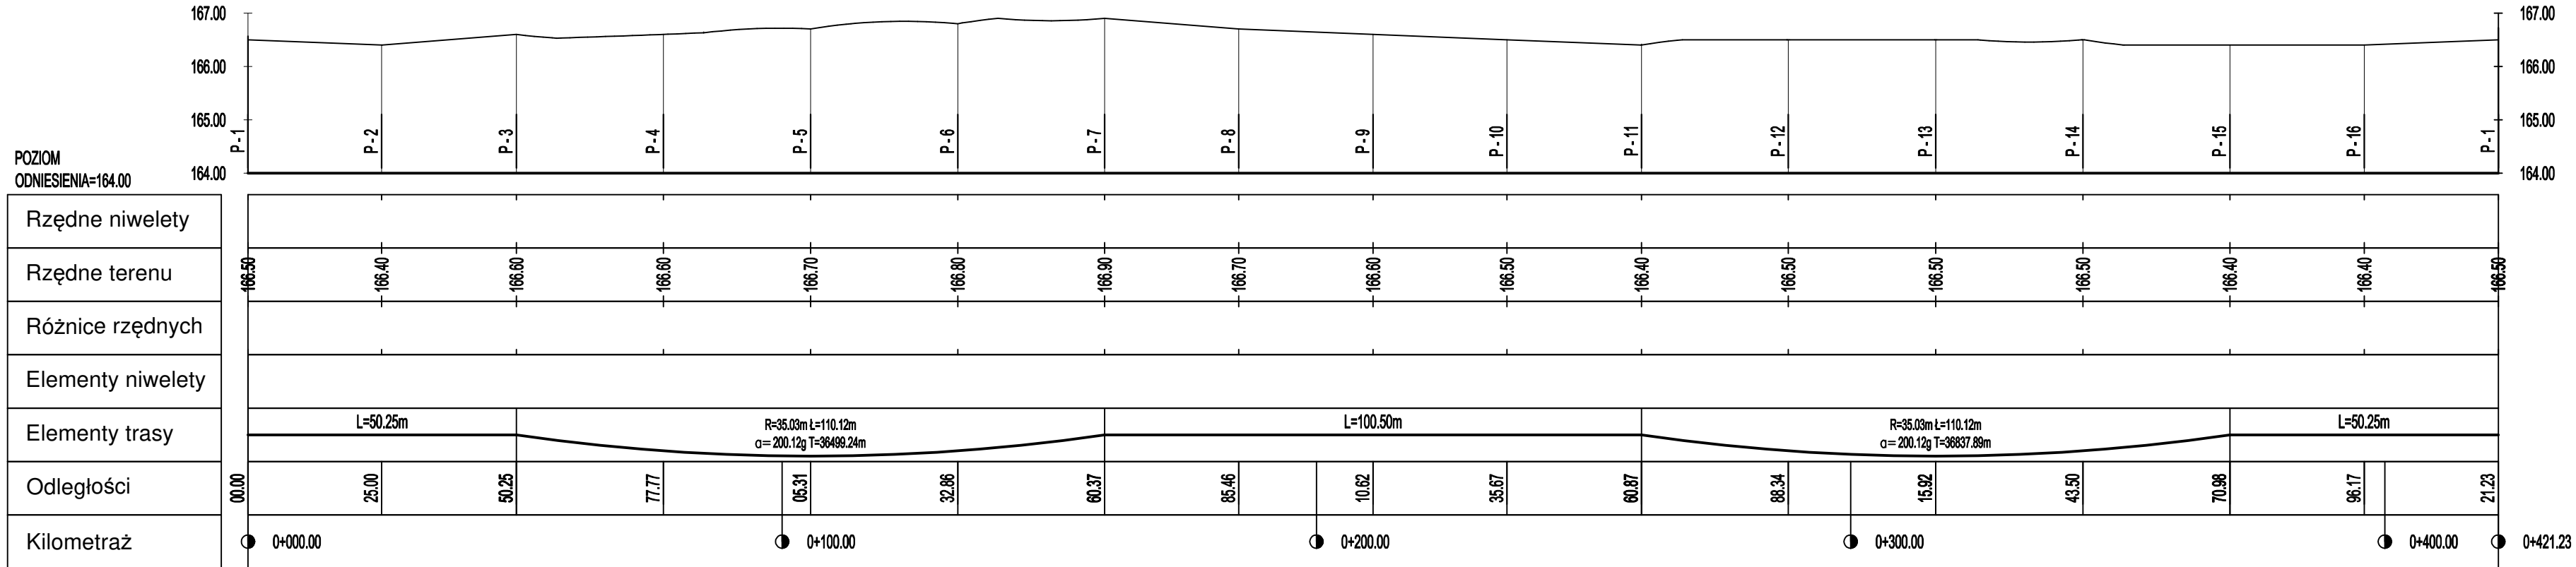 167.00
167.00
166.00
166.00
165.00
165.00
P - 1
P - 2
P - 3
P - 4
P - 5
P - 6
P - 7
P - 8
P - 9
P - 10
P - 11
P - 12
P - 13
P - 14
P - 15
P - 16
P - 1
POZIOM
ODNIESIENIA=164.00
164.00
164.00
Rzędne niwelety
Rzędne terenu
166.50
166.40
166.60
166.60
166.70
166.80
166.90
166.70
166.60
166.50
166.40
166.50
166.50
166.50
166.40
166.40
166.50
Różnice rzędnych
Elementy niwelety
Elementy trasy
L=50.25m
R=35.03m Ł=110.12m
α= 200.12g T=36499.24m
L=100.50m
R=35.03m Ł=110.12m
α= 200.12g T=36837.89m
L=50.25m
Odległości
00.00
25.00
50.25
77.77
05.31
32.86
60.37
85.46
10.62
35.67
60.87
88.34
15.92
43.50
70.98
96.17
21.23
Kilometraż
0+000.00
0+100.00
0+200.00
0+300.00
0+400.00
0+421.23